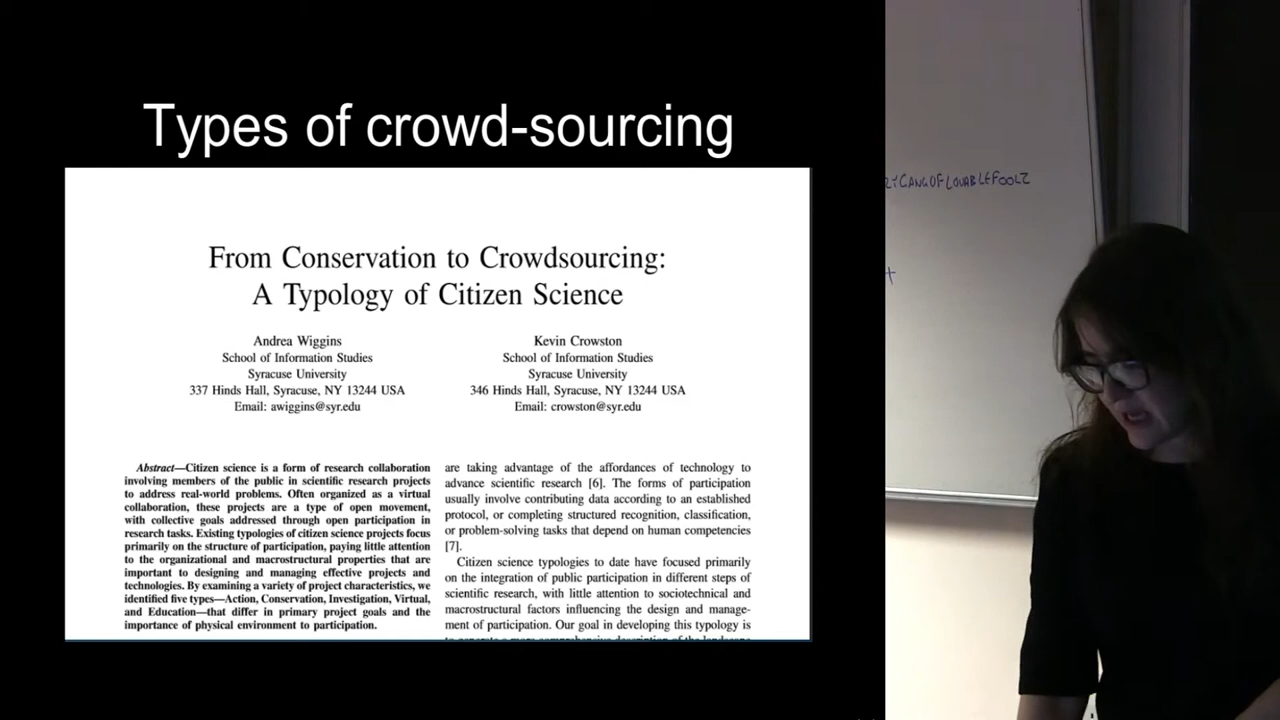 Types of crowd-sourcing
From Conservation to Crowdsourcing:
A Typology of Citizen Science
Andrea Wiggins
School of Information Studies
Syracuse University
337 Hinds Hall, Syracuse, NY 13244 USA
Email: awiggins@syr.edu
Kevin Crowston
School of Information Studies
Syracuse University
346 Hinds Hall, Syracuse, NY 13244 USA
Email: crowston@syr.edu
Abstract—Citizen science is a form of research collaboration
involving members of the public in scientific research projects
to address real-world problems. Often organized as a virtual
collaboration, these projects are a type of open movement,
with collective goals addressed through open participation in
research tasks. Existing typologies of citizen science projects focus
primarily on the structure of participation, paying little attention
to the organizational and macrostructural properties that are
important to designing and managing effective projects and
technologies. By examining a variety of project characteristics, we
identified five types—Action, Conservation, Investigation, Virtual,
and Education—that differ in primary project goals and the
importance of physical environment to participation.
are taking advantage of the affordances of technology to
advance scientific research [6]. The forms of participation
usually involve contributing data according to an established
protocol, or completing structured recognition, classification,
or problem-solving tasks that depend on human competencies
[7].
Citizen science typologies to date have focused primarily
on the integration of public participation in different steps of
scientific research, with little attention to sociotechnical and
macrostructural factors influencing the design and manage-
ment of participation. Our goal in developing this typology is